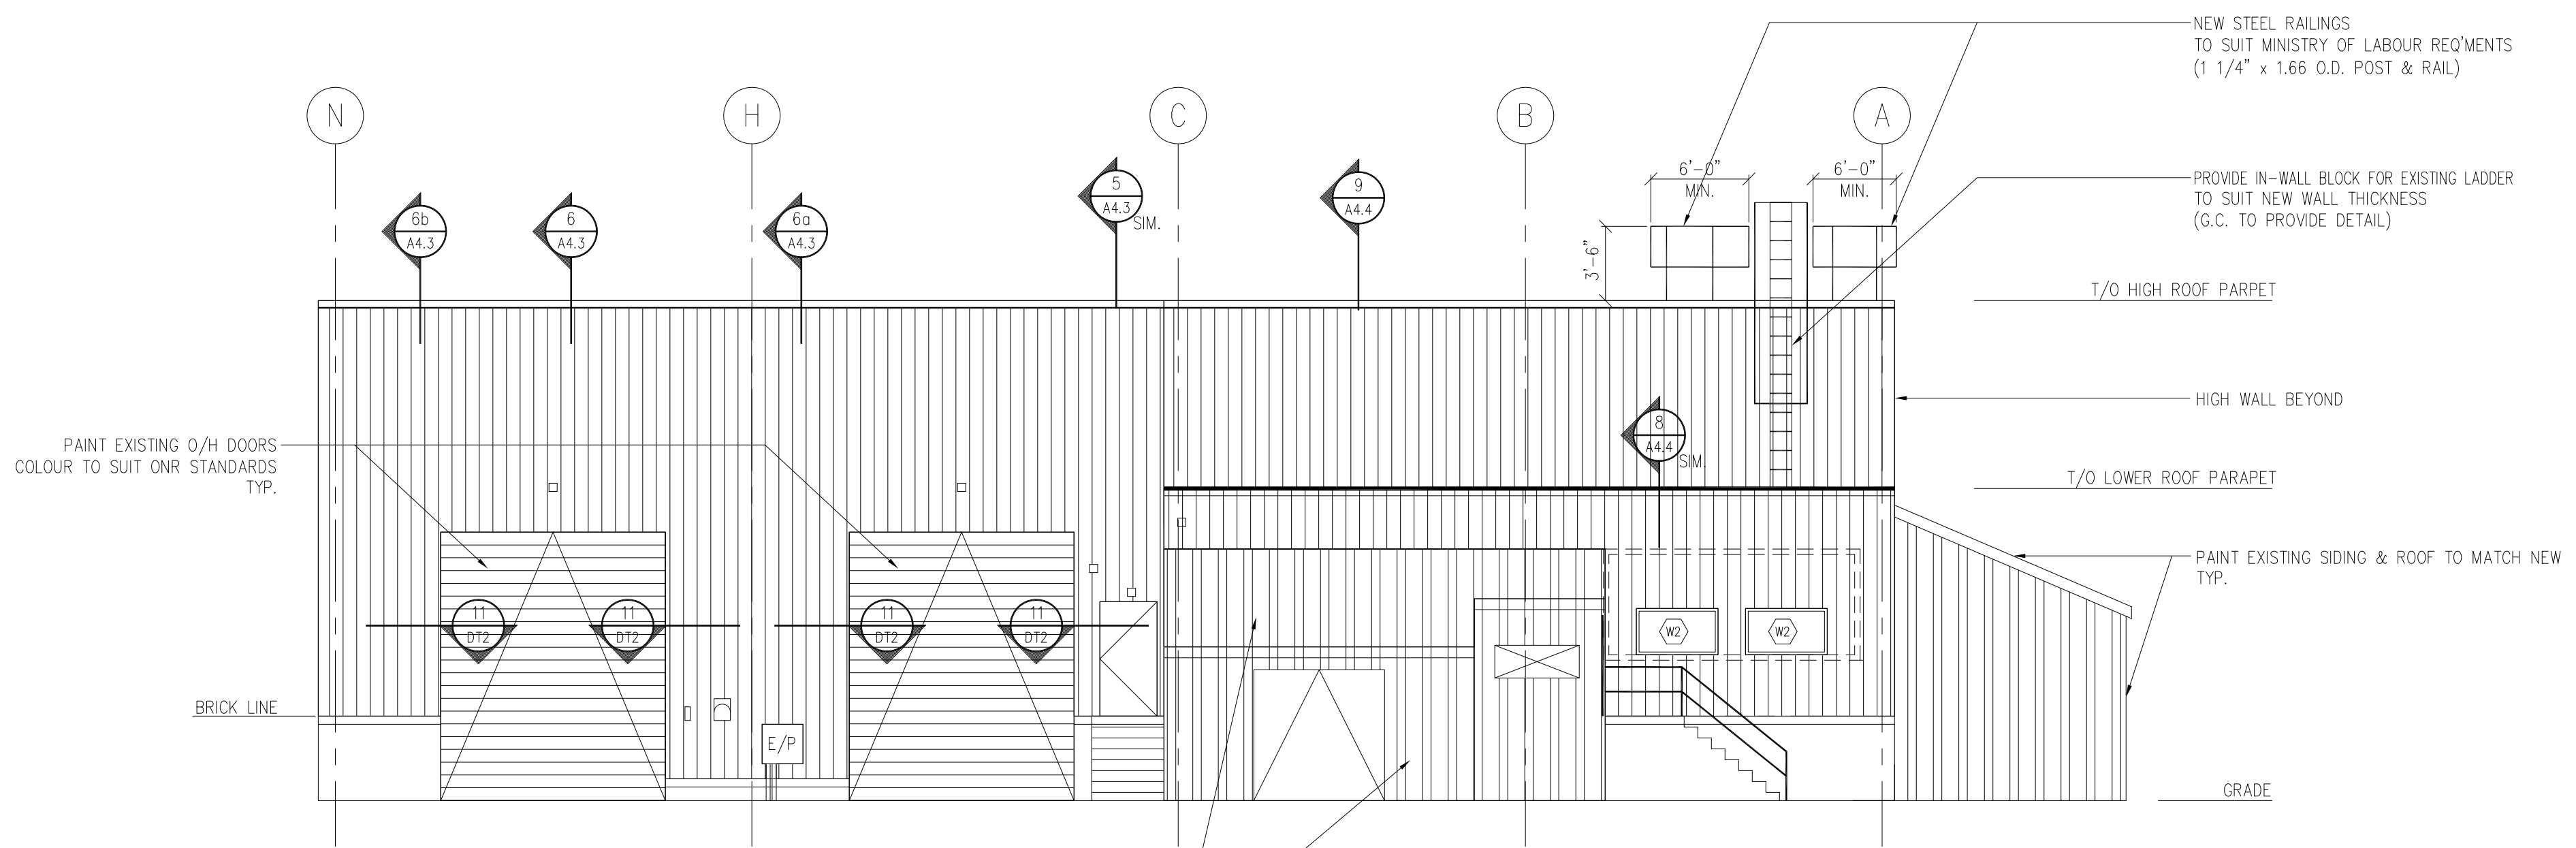 NEW STEEL RAILINGS
TO SUIT MINISTRY OF LABOUR REQ'MENTS
(1 1/4" x 1.66 O.D. POST & RAIL)
N
H
C
B
A
6'-0"
MIN.
6'-0"
MIN.
PROVIDE IN-WALL BLOCK FOR EXISTING LADDER
TO SUIT NEW WALL THICKNESS
(G.C. TO PROVIDE DETAIL)
6b
A4.3
6
A4.3
6a
A4.3
5
A4.3
SIM.
9
A4.4
3'-6"
T/O HIGH ROOF PARPET
HIGH WALL BEYOND
8
A4.4
SIM.
PAINT EXISTING O/H DOORS
COLOUR TO SUIT ONR STANDARDS
TYP.
T/O LOWER ROOF PARAPET
PAINT EXISTING SIDING & ROOF TO MATCH NEW
TYP.
11
DT2
11
DT2
11
DT2
11
DT2
W2
W2
BRICK LINE
E/P
GRADE